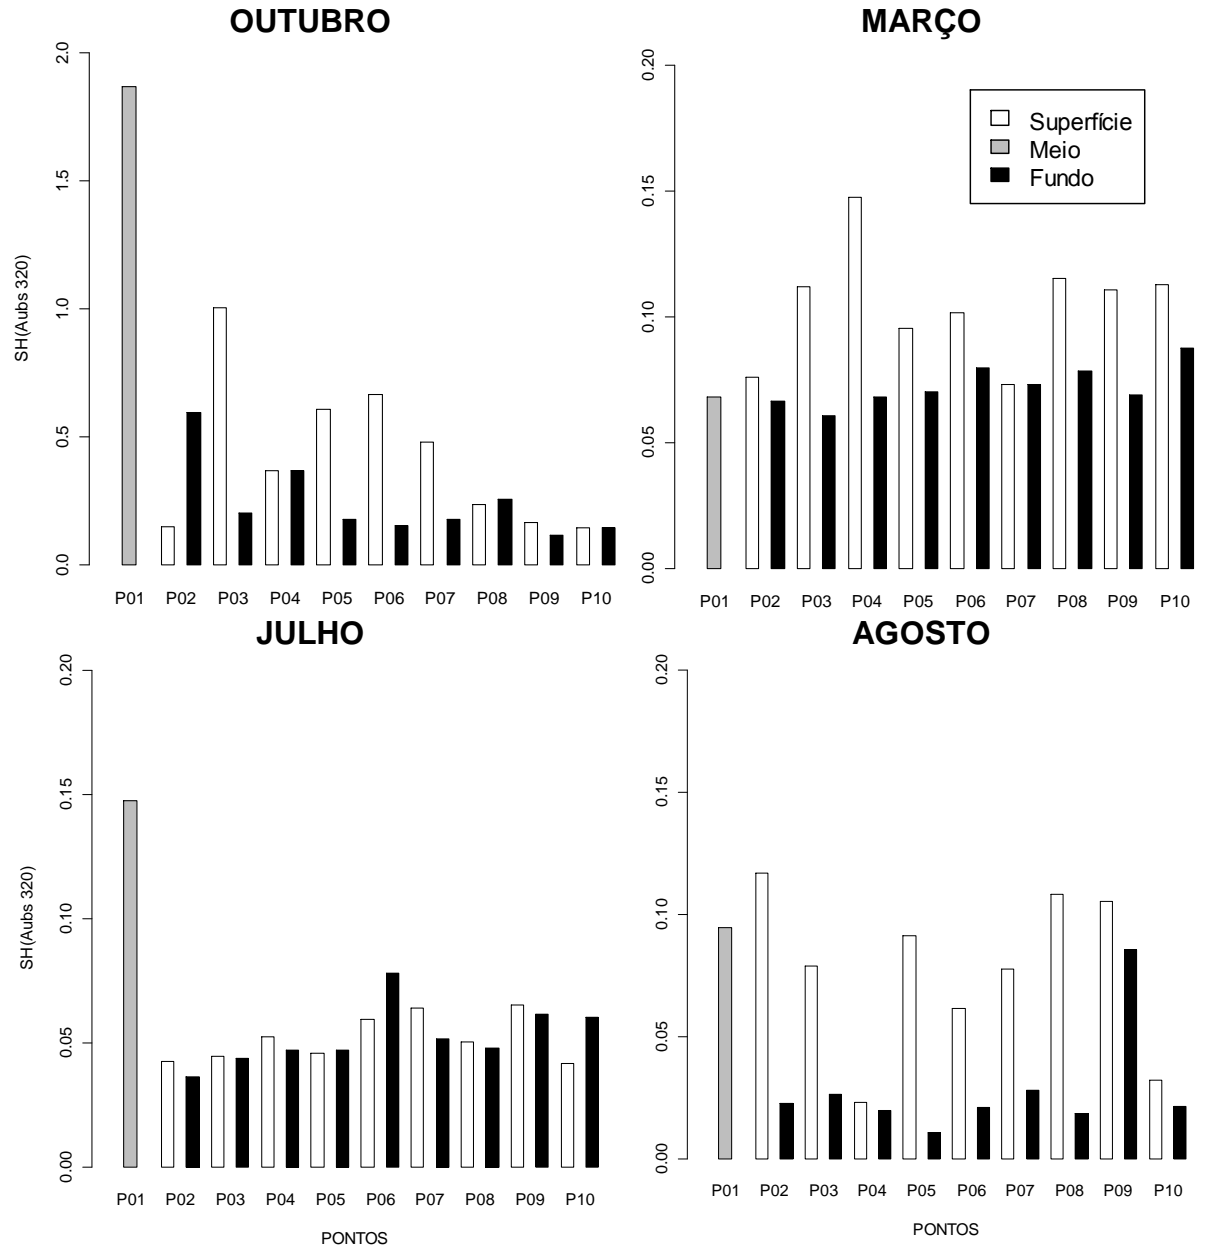 OUTUBRO
SH(Aubs 320)
2.0
1.5
1.0
0.5
0.0
P01 P02 P03 P04 P05 P06 P07 P08 P09 P10
MARÇO
0.20
0.15
0.10
0.05
0.00
Superfície
Meio
Fundo
P01 P02 P03 P04 P05 P06 P07 P08 P09 P10
JULHO
SH(Aubs 320)
0.20
0.15
0.10
0.05
0.00
P01 P02 P03 P04 P05 P06 P07 P08 P09 P10
PONTOS
AGOSTO
0.20
0.15
0.10
0.05
0.00
P01 P02 P03 P04 P05 P06 P07 P08 P09 P10
PONTOS